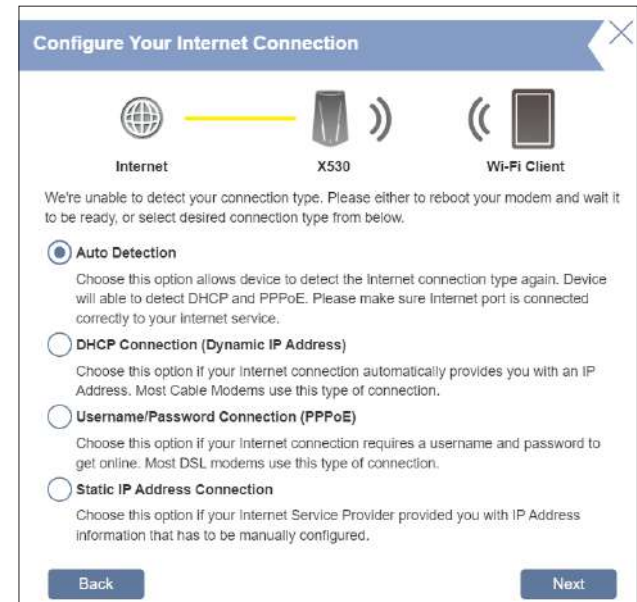 Configure Your Internet Connection
Internet
X530
Wi-Fi Client
We're unable to detect your connection type. Please either to reboot your modem and wait it
to be ready, or select desired connection type from below.
Auto Detection
Choose this option allows device to detect the Internet connection type again. Device
will able to detect DHCP and PPPoE. Please make sure Internet port is connected
correctly to your internet service.
DHCP Connection (Dynamic IP Address)
Choose this option if your Internet connection automatically provides you with an IP
Address. Most Cable Modems use this type of connection.
Username/Password Connection (PPPoE)
Choose this option if your Internet connection requires a username and password to
get online. Most DSL modems use this type of connection.
Static IP Address Connection
Choose this option if your Internet Service Provider provided you with IP Address
information that has to be manually configured.
Back
Next